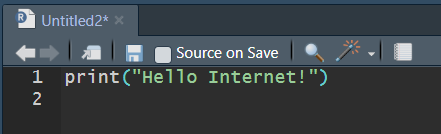 Untitled2*
Source on Save
1 print("Hello Internet!")
2